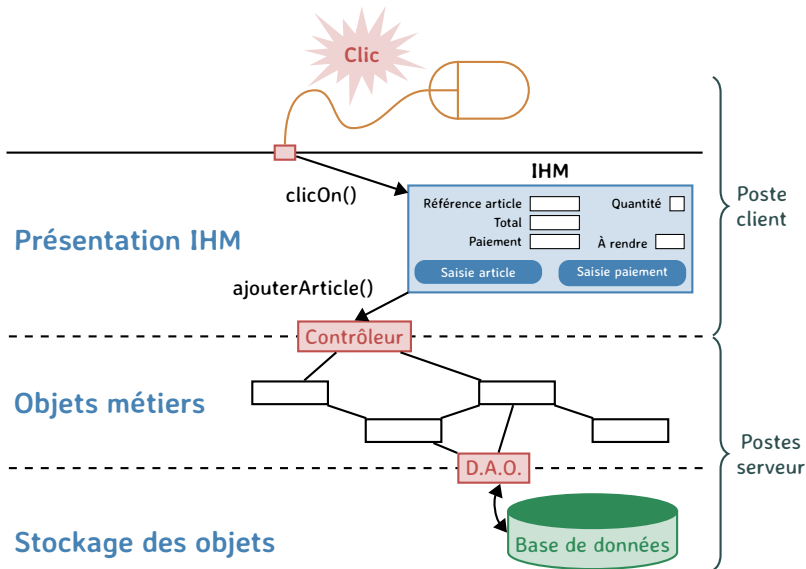 Clic
clicOn()
IHM
Référence article
Quantité
Total
Paiement
À rendre
Saisie article
Saisie paiement
Poste
client
Présentation IHM
ajouterArticle()
Contrôleur
Objets métiers
D.A.O.
Postes
serveur
Stockage des objets
Base de données